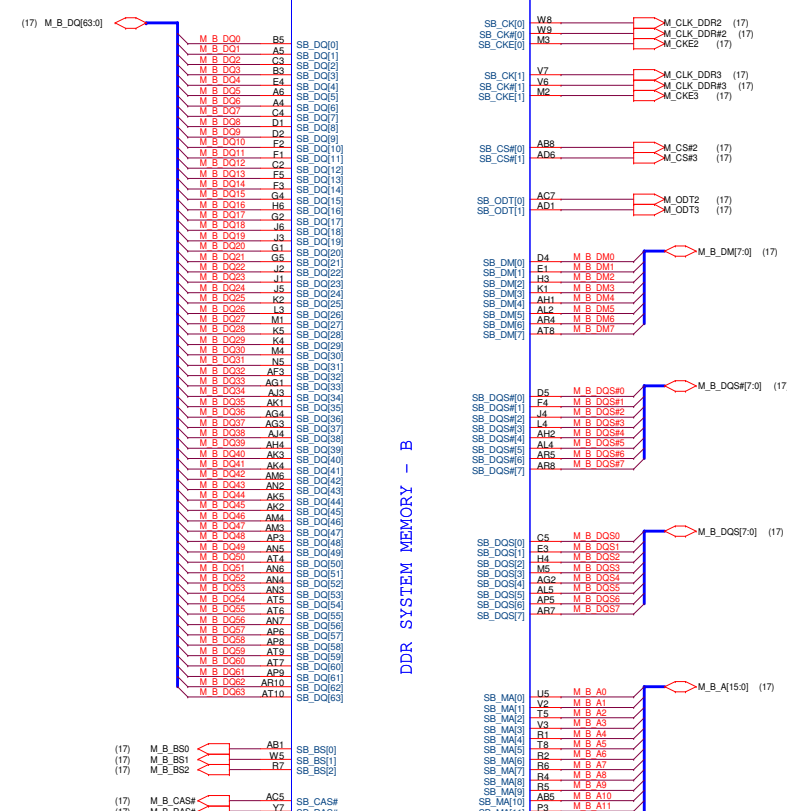 (17) M_B_DQ[63:0]
M_B_DQ0 B5 SB_DQ[0]
M_B_DQ1 A5 SB_DQ[1]
M_B_DQ2 C3 SB_DQ[2]
M_B_DQ3 B3 SB_DQ[3]
M_B_DQ4 E4 SB_DQ[4]
M_B_DQ5 A6 SB_DQ[5]
M_B_DQ6 A4 SB_DQ[6]
M_B_DQ7 C4 SB_DQ[7]
M_B_DQ8 D1 SB_DQ[8]
M_B_DQ9 D2 SB_DQ[9]
M_B_DQ10 F2 SB_DQ[10]
M_B_DQ11 F1 SB_DQ[11]
M_B_DQ12 C2 SB_DQ[12]
M_B_DQ13 F5 SB_DQ[13]
M_B_DQ14 F3 SB_DQ[14]
M_B_DQ15 G4 SB_DQ[15]
M_B_DQ16 H6 SB_DQ[16]
M_B_DQ17 G2 SB_DQ[17]
M_B_DQ18 J6 SB_DQ[18]
M_B_DQ19 J3 SB_DQ[19]
M_B_DQ20 G1 SB_DQ[20]
M_B_DQ21 G5 SB_DQ[21]
M_B_DQ22 J2 SB_DQ[22]
M_B_DQ23 J1 SB_DQ[23]
M_B_DQ24 J5 SB_DQ[24]
M_B_DQ25 K2 SB_DQ[25]
M_B_DQ26 L3 SB_DQ[26]
M_B_DQ27 M1 SB_DQ[27]
M_B_DQ28 K5 SB_DQ[28]
M_B_DQ29 K4 SB_DQ[29]
M_B_DQ30 M4 SB_DQ[30]
M_B_DQ31 N5 SB_DQ[31]
M_B_DQ32 AF3 SB_DQ[32]
M_B_DQ33 AG1 SB_DQ[33]
M_B_DQ34 AJ3 SB_DQ[34]
M_B_DQ35 AK1 SB_DQ[35]
M_B_DQ36 AG4 SB_DQ[36]
M_B_DQ37 AG3 SB_DQ[37]
M_B_DQ38 AJ4 SB_DQ[38]
M_B_DQ39 AH4 SB_DQ[39]
M_B_DQ40 AK3 SB_DQ[40]
M_B_DQ41 AK4 SB_DQ[41]
M_B_DQ42 AM6 SB_DQ[42]
M_B_DQ43 AN2 SB_DQ[43]
M_B_DQ44 AK5 SB_DQ[44]
M_B_DQ45 AK2 SB_DQ[45]
M_B_DQ46 AM4 SB_DQ[46]
M_B_DQ47 AM3 SB_DQ[47]
M_B_DQ48 AP3 SB_DQ[48]
M_B_DQ49 AN5 SB_DQ[49]
M_B_DQ50 AT4 SB_DQ[50]
M_B_DQ51 AN6 SB_DQ[51]
M_B_DQ52 AN4 SB_DQ[52]
M_B_DQ53 AN3 SB_DQ[53]
M_B_DQ54 AT5 SB_DQ[54]
M_B_DQ55 AT6 SB_DQ[55]
M_B_DQ56 AN7 SB_DQ[56]
M_B_DQ57 AP6 SB_DQ[57]
M_B_DQ58 AP8 SB_DQ[58]
M_B_DQ59 AT9 SB_DQ[59]
M_B_DQ60 AT7 SB_DQ[60]
M_B_DQ61 AP9 SB_DQ[61]
M_B_DQ62 AR10 SB_DQ[62]
M_B_DQ63 AT10 SB_DQ[63]
(17) M_B_BS0 AB1 SB_BS[0]
(17) M_B_BS1 W5 SB_BS[1]
(17) M_B_BS2 R7 SB_BS[2]
(17) M_B_CAS# AC5 SB_CAS#
(17) M_B_RAS# Y7 SB_RAS#
DDR SYSTEM MEMORY - B
SB_CK[0] W8 M_CLK_DDR2 (17)
SB_CK#[0] W9 M_CLK_DDR#2 (17)
SB_CKE[0] M3 M_CKE2 (17)
SB_CK[1] V7 M_CLK_DDR3 (17)
SB_CK#[1] V6 M_CLK_DDR#3 (17)
SB_CKE[1] M2 M_CKE3 (17)
SB_CS#[0] AB8 M_CS#2 (17)
SB_CS#[1] AD6 M_CS#3 (17)
SB_ODT[0] AC7 M_ODT2 (17)
SB_ODT[1] AD1 M_ODT3 (17)
M_B_DM[7:0] (17)
SB_DM[0] D4 M_B_DM0
SB_DM[1] E1 M_B_DM1
SB_DM[2] H3 M_B_DM2
SB_DM[3] K1 M_B_DM3
SB_DM[4] AH1 M_B_DM4
SB_DM[5] AL2 M_B_DM5
SB_DM[6] AR4 M_B_DM6
SB_DM[7] AT8 M_B_DM7
M_B_DQS#[7:0] (17
SB_DQS#[0] D5 M_B_DQS#0
SB_DQS#[1] F4 M_B_DQS#1
SB_DQS#[2] J4 M_B_DQS#2
SB_DQS#[3] L4 M_B_DQS#3
SB_DQS#[4] AH2 M_B_DQS#4
SB_DQS#[5] AL4 M_B_DQS#5
SB_DQS#[6] AR5 M_B_DQS#6
SB_DQS#[7] AR8 M_B_DQS#7
M_B_DQS[7:0] (17)
SB_DQS[0] C5 M_B_DQS0
SB_DQS[1] E3 M_B_DQS1
SB_DQS[2] H4 M_B_DQS2
SB_DQS[3] M5 M_B_DQS3
SB_DQS[4] AG2 M_B_DQS4
SB_DQS[5] AL5 M_B_DQS5
SB_DQS[6] AP5 M_B_DQS6
SB_DQS[7] AR7 M_B_DQS7
M_B_A[15:0] (17)
SB_MA[0] U5 M_B_A0
SB_MA[1] V2 M_B_A1
SB_MA[2] T5 M_B_A2
SB_MA[3] V3 M_B_A3
SB_MA[4] R1 M_B_A4
SB_MA[5] T8 M_B_A5
SB_MA[6] R2 M_B_A6
SB_MA[7] R6 M_B_A7
SB_MA[8] R4 M_B_A8
SB_MA[9] R5 M_B_A9
SB_MA[10] AB5 M_B_A10
P3 M_B_A11